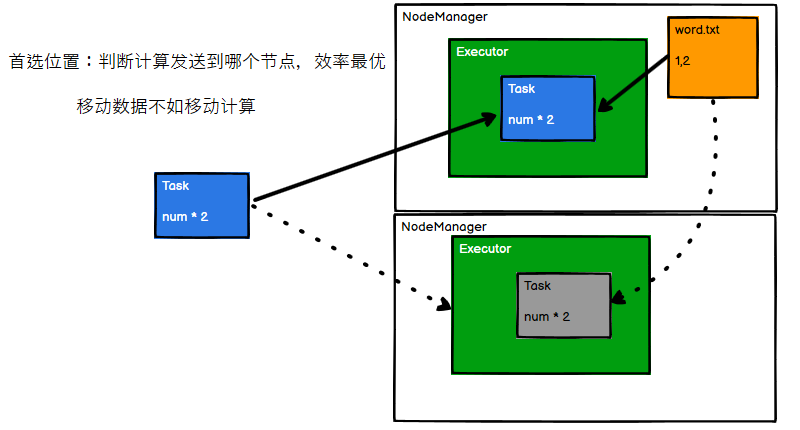 首选位置：判断计算发送到哪个节点，效率最优
移动数据不如移动计算
Task
num * 2
NodeManager
Executor
Task
num * 2
word.txt
1,2
NodeManager
Executor
Task
num * 2